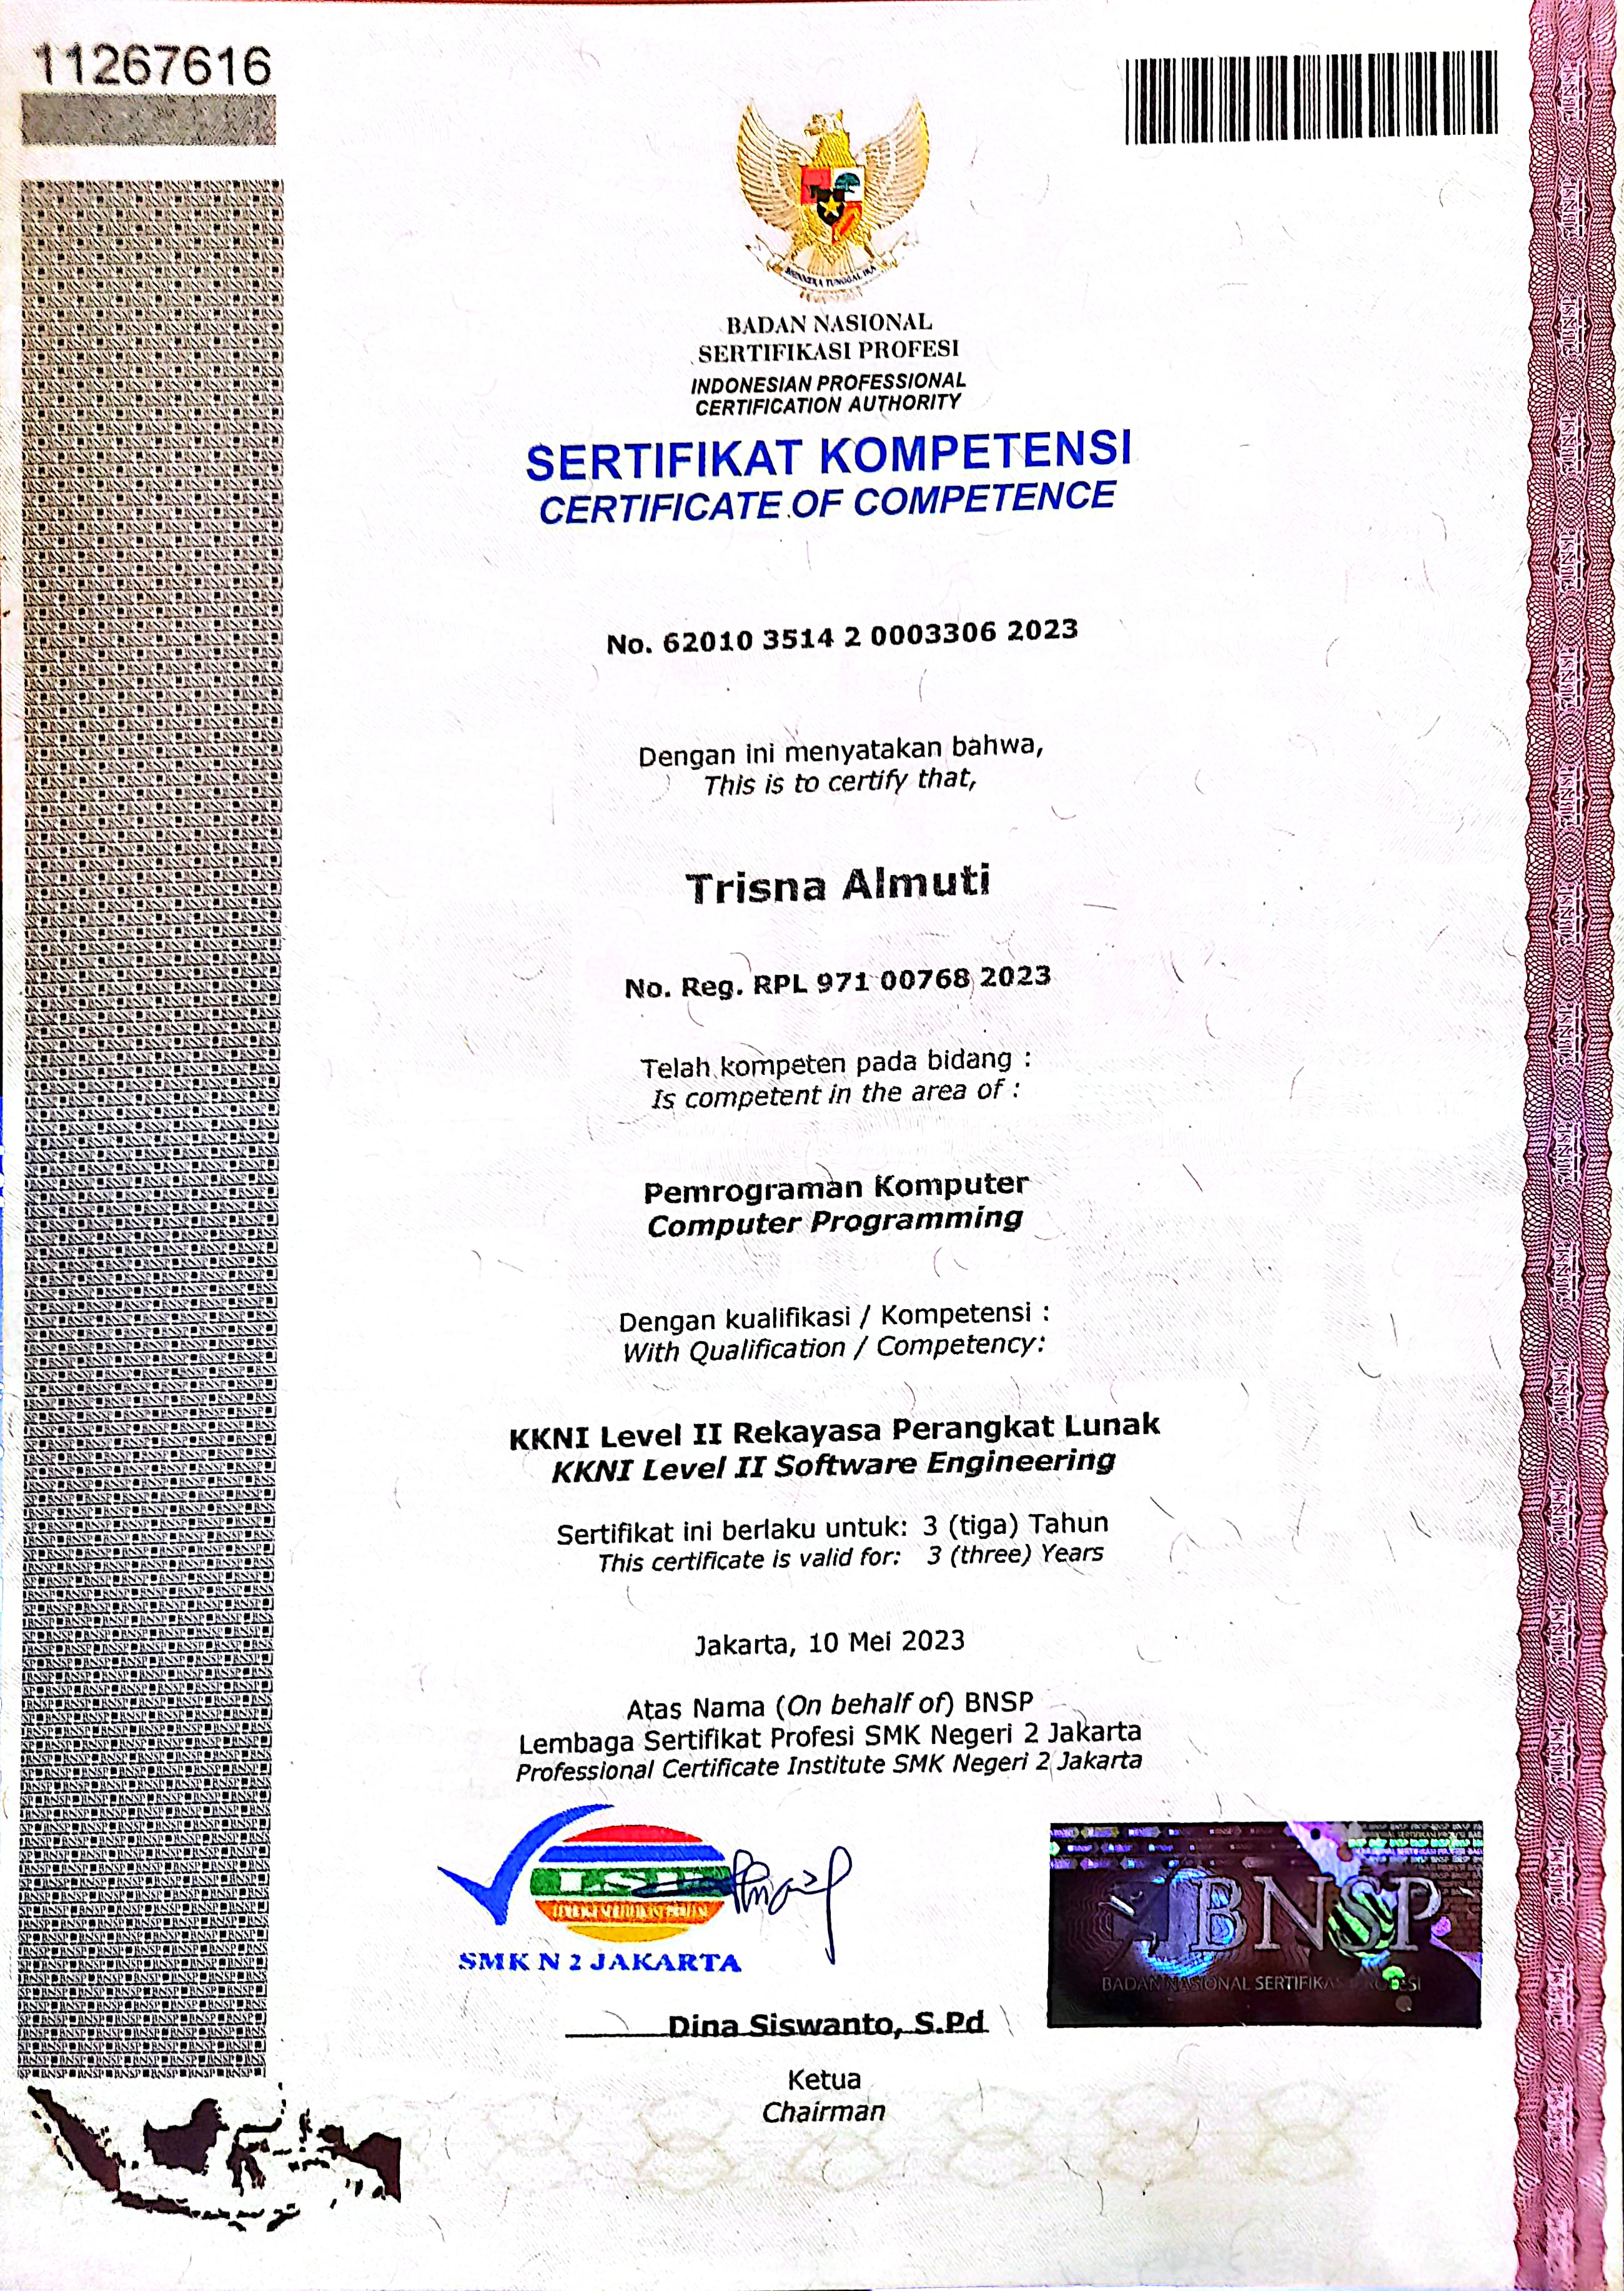 11267616
BHINNEKA TUNGGAL IKA
BADAN NASIONAL
SERTIFIKASI PROFESI
INDONESIAN PROFESSIONAL
CERTIFICATION AUTHORITY
SERTIFIKAT KOMPETENSI
CERTIFICATE OF COMPETENCE
No. 62010 3514 2 0003306 2023
Dengan ini menyatakan bahwa,
This is to certify that,
Trisna Almuti
No. Reg. RPL 971 00768 2023
Telah kompeten pada bidang :
Is competent in the area of :
Pemrograman Komputer
Computer Programming
Dengan kualifikasi / Kompetensi :
With Qualification / Competency:
KKNI Level II Rekayasa Perangkat Lunak
KKNI Level II Software Engineering
Sertifikat ini berlaku untuk: 3 (tiga) Tahun
This certificate is valid for: 3 (three) Years
Jakarta, 10 Mei 2023
Atas Nama (On behalf of) BNSP
Lembaga Sertifikat Profesi SMK Negeri 2 Jakarta
Professional Certificate Institute SMK Negeri 2 Jakarta
LSP
LEMBAGA SERTIFIKASI PROFESI
SMK N 2 JAKARTA
BNSP
BADAN NASIONAL SERTIFIKASI PROFESI
Dina Siswanto, S.Pd
Ketua
Chairman